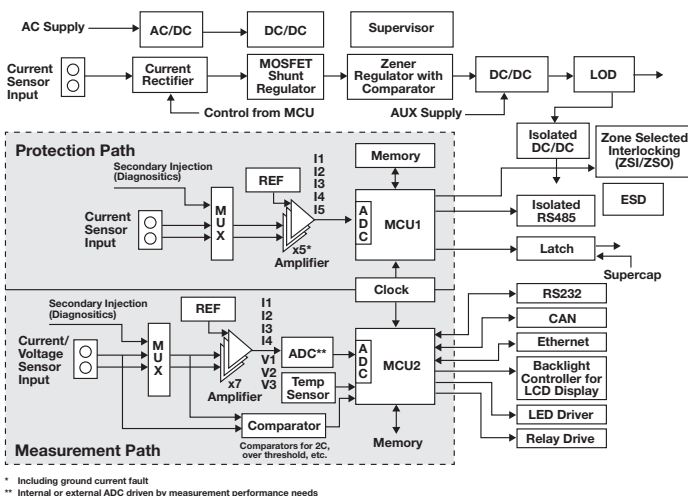 AC Supply
AC/DC
DC/DC
Supervisor
Current
Sensor
Input
Current
Rectifier
MOSFET
Shunt
Regulator
Zener
Regulator with
Comparator
DC/DC
LOD
Control from MCU
AUX Supply
Isolated
DC/DC
Zone Selected
Interlocking
(ZSI/ZSO)
Protection Path
Secondary Injection
(Diagnositics)
Current
Sensor
Input
M
U
X
REF
x5*
Amplifier
I1
I2
I3
I4
I5
Memory
A
D
C
MCU1
Isolated
RS485
ESD
Latch
Supercap
Clock
Secondary Injection
(Diagnositics)
Current/
Voltage
Sensor
Input
M
U
X
REF
x7
Amplifier
I1
I2
I3
I4
V1
V2
V3
ADC**
Temp
Sensor
A
D
C
MCU2
Comparator
Comparators for 2C,
over threshold, etc.
Memory
RS232
CAN
Ethernet
Backlight
Controller for
LCD Display
LED Driver
Relay Drive
Measurement Path
* Including ground current fault
** Internal or external ADC driven by measurement performance needs